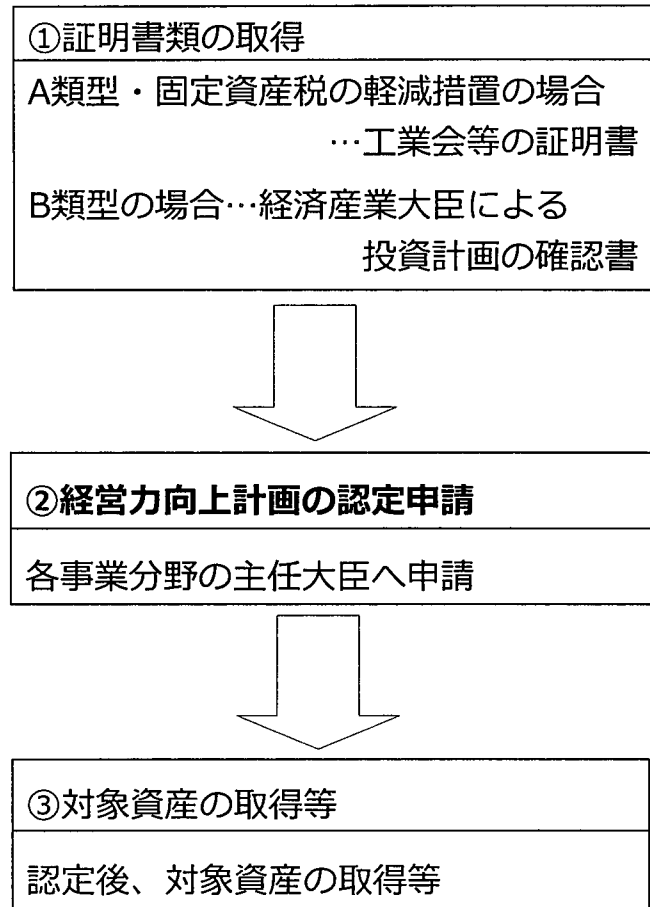 ①証明書類の取得
A類型・固定資産税の軽減措置の場合
…工業会等の証明書
B類型の場合…経済産業大臣による
投資計画の確認書
②経営力向上計画の認定申請
各事業分野の主任大臣へ申請
③対象資産の取得等
認定後、対象資産の取得等